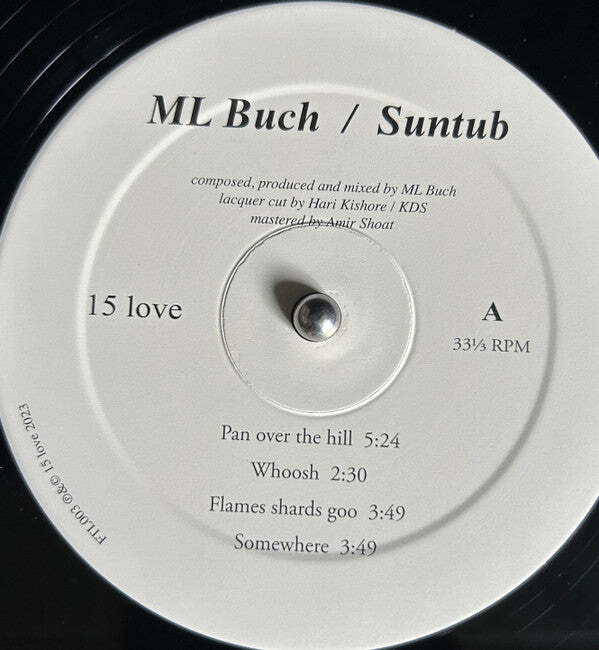 ML Buch / Suntub
composed, produced and mixed by ML Buch
lacquer cut by Hari Kishore / KDS
mastered by Amir Shoat
15 love
A
33⅓ RPM
Pan over the hill 5:24
Whoosh 2:30
Flames shards goo 3:49
Somewhere 3:49
FTL003 ℗&© 15 love 2023